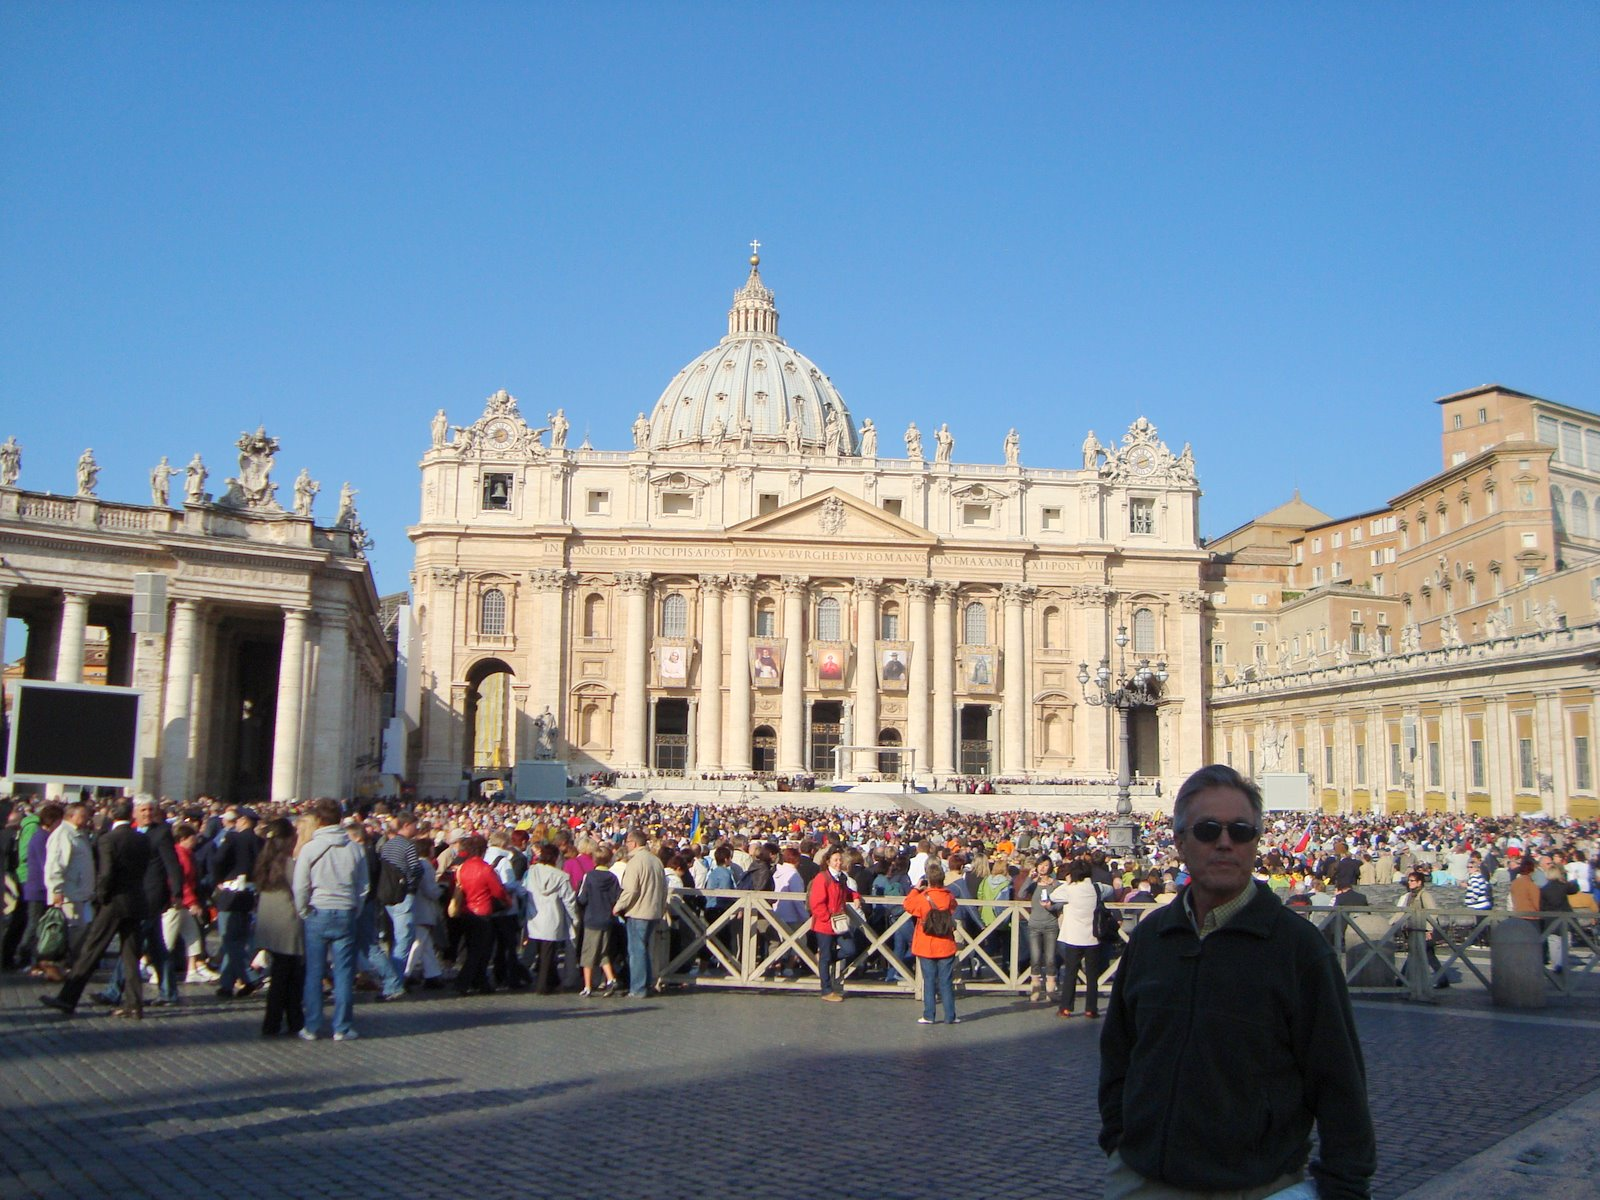 IN HONOREM PRINCIPIS APOST PAVLVS V BVRGHESIVS ROMANVS PONT MAX AN MDCXII PONT VII